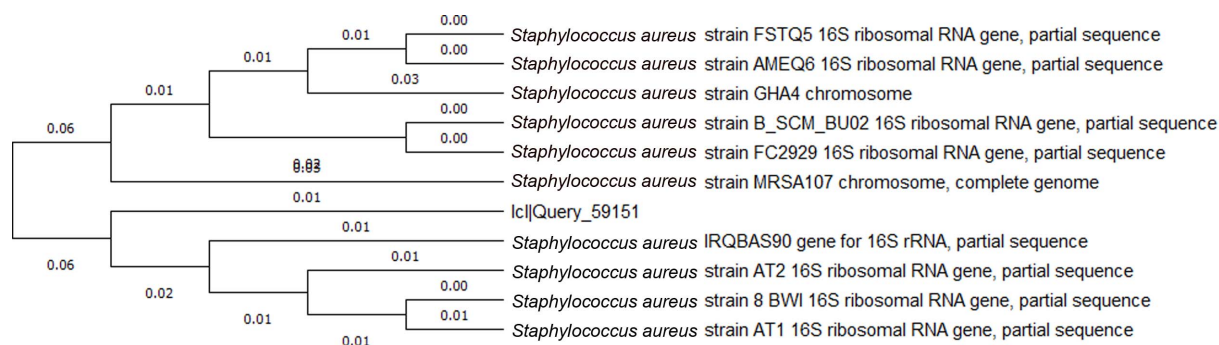 0.00
0.01
Staphylococcus aureus strain FSTQ5 16S ribosomal RNA gene, partial sequence
0.01
0.00
Staphylococcus aureus strain AMEQ6 16S ribosomal RNA gene, partial sequence
0.01
0.03
Staphylococcus aureus strain GHA4 chromosome
0.00
Staphylococcus aureus strain B_SCM_BU02 16S ribosomal RNA gene, partial sequence
0.06
0.00
Staphylococcus aureus strain FC2929 16S ribosomal RNA gene, partial sequence
Staphylococcus aureus strain MRSA107 chromosome, complete genome
0.01
lcl|Query_59151
0.01
Staphylococcus aureus IRQBAS90 gene for 16S rRNA, partial sequence
0.06
0.01
Staphylococcus aureus strain AT2 16S ribosomal RNA gene, partial sequence
0.02
0.00
Staphylococcus aureus strain 8 BWI 16S ribosomal RNA gene, partial sequence
0.01
0.01
Staphylococcus aureus strain AT1 16S ribosomal RNA gene, partial sequence
0.01